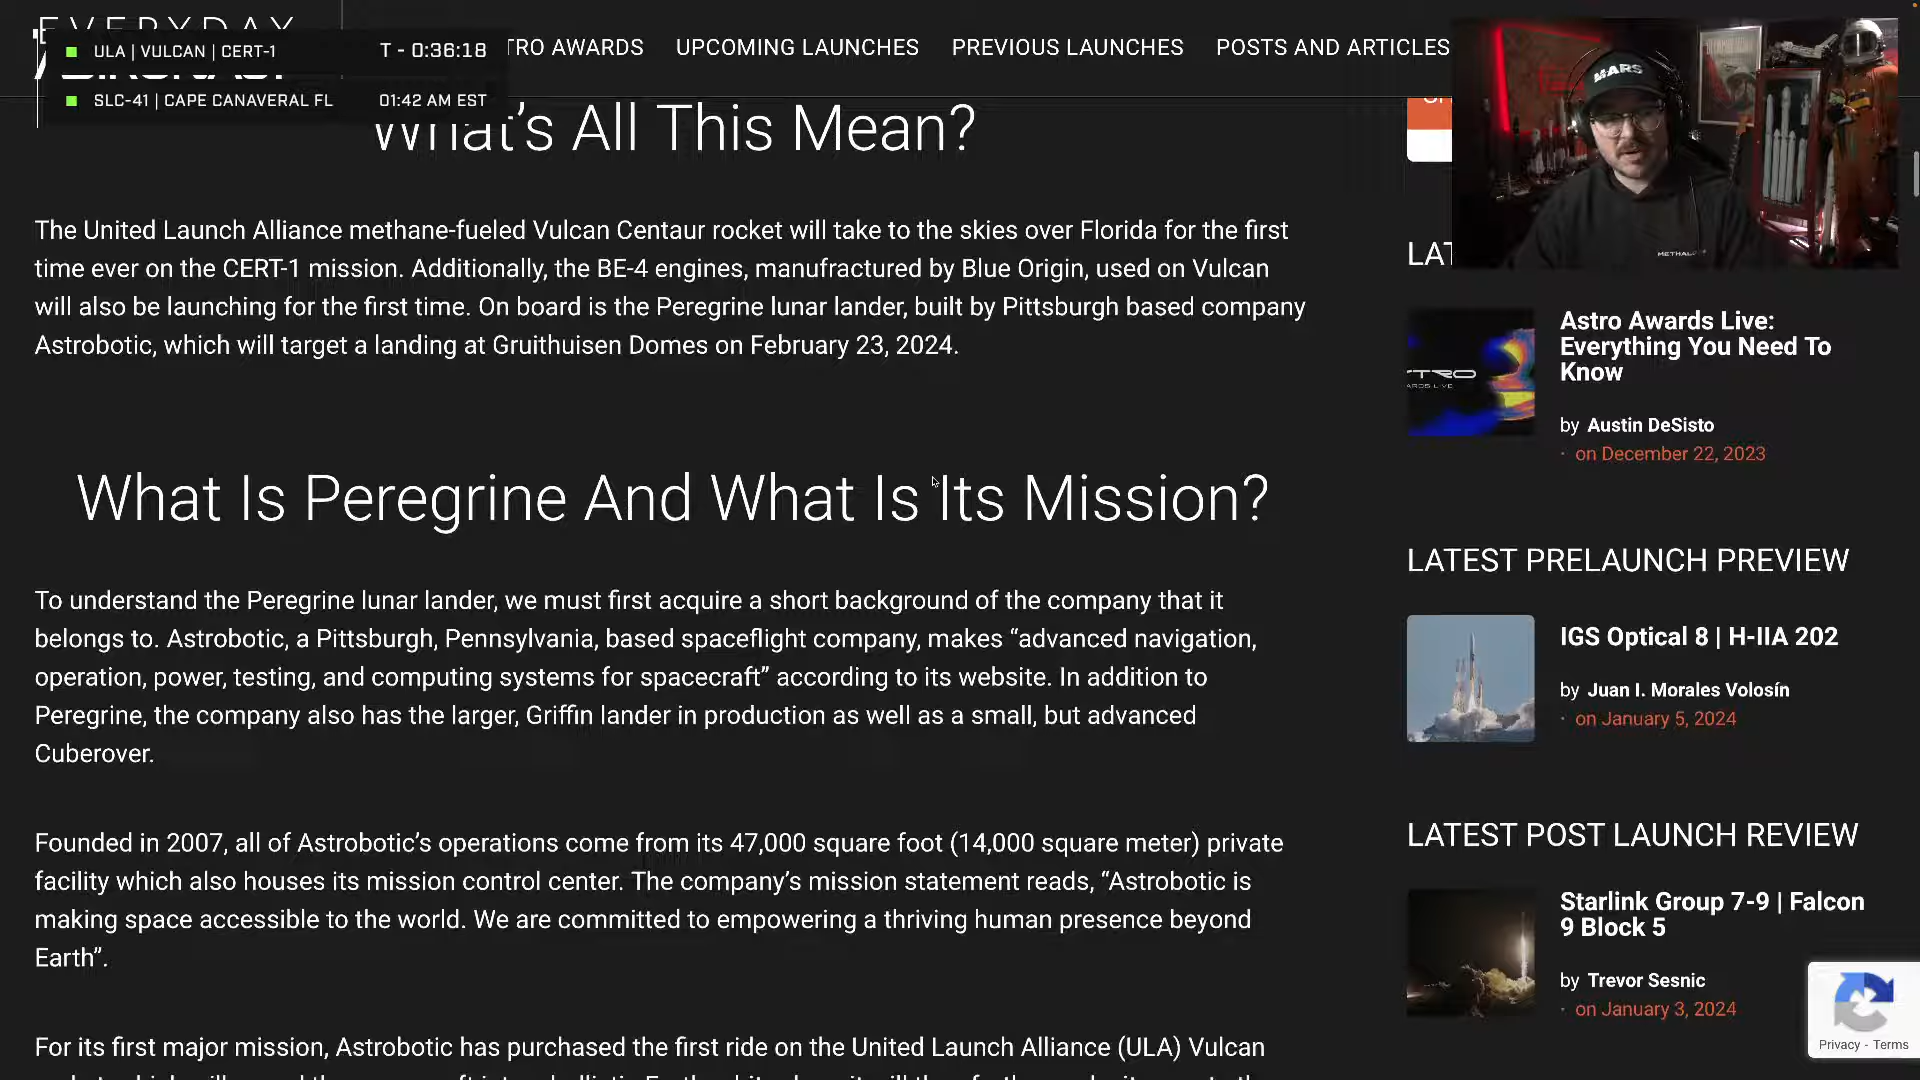 EVERYDAY
ULA | VULCAN | CERT-1
T - 0:36:18
SLC-41 | CAPE CANAVERAL FL
01:42 AM EST
TRO AWARDS
UPCOMING LAUNCHES
PREVIOUS LAUNCHES
POSTS AND ARTICLES
What's All This Mean?
The United Launch Alliance methane-fueled Vulcan Centaur rocket will take to the skies over Florida for the first
time ever on the CERT-1 mission. Additionally, the BE-4 engines, manufractured by Blue Origin, used on Vulcan
will also be launching for the first time. On board is the Peregrine lunar lander, built by Pittsburgh based company
Astrobotic, which will target a landing at Gruithuisen Domes on February 23, 2024.
What Is Peregrine And What Is Its Mission?
To understand the Peregrine lunar lander, we must first acquire a short background of the company that it
belongs to. Astrobotic, a Pittsburgh, Pennsylvania, based spaceflight company, makes “advanced navigation,
operation, power, testing, and computing systems for spacecraft” according to its website. In addition to
Peregrine, the company also has the larger, Griffin lander in production as well as a small, but advanced
Cuberover.
Founded in 2007, all of Astrobotic’s operations come from its 47,000 square foot (14,000 square meter) private
facility which also houses its mission control center. The company’s mission statement reads, “Astrobotic is
making space accessible to the world. We are committed to empowering a thriving human presence beyond
Earth”.
For its first major mission, Astrobotic has purchased the first ride on the United Launch Alliance (ULA) Vulcan
MARS
LAT
Astro Awards Live:
Everything You Need To
Know
by Austin DeSisto
· on December 22, 2023
LATEST PRELAUNCH PREVIEW
IGS Optical 8 | H-IIA 202
by Juan I. Morales Volosín
· on January 5, 2024
LATEST POST LAUNCH REVIEW
Starlink Group 7-9 | Falcon
9 Block 5
by Trevor Sesnic
· on January 3, 2024
Privacy - Terms